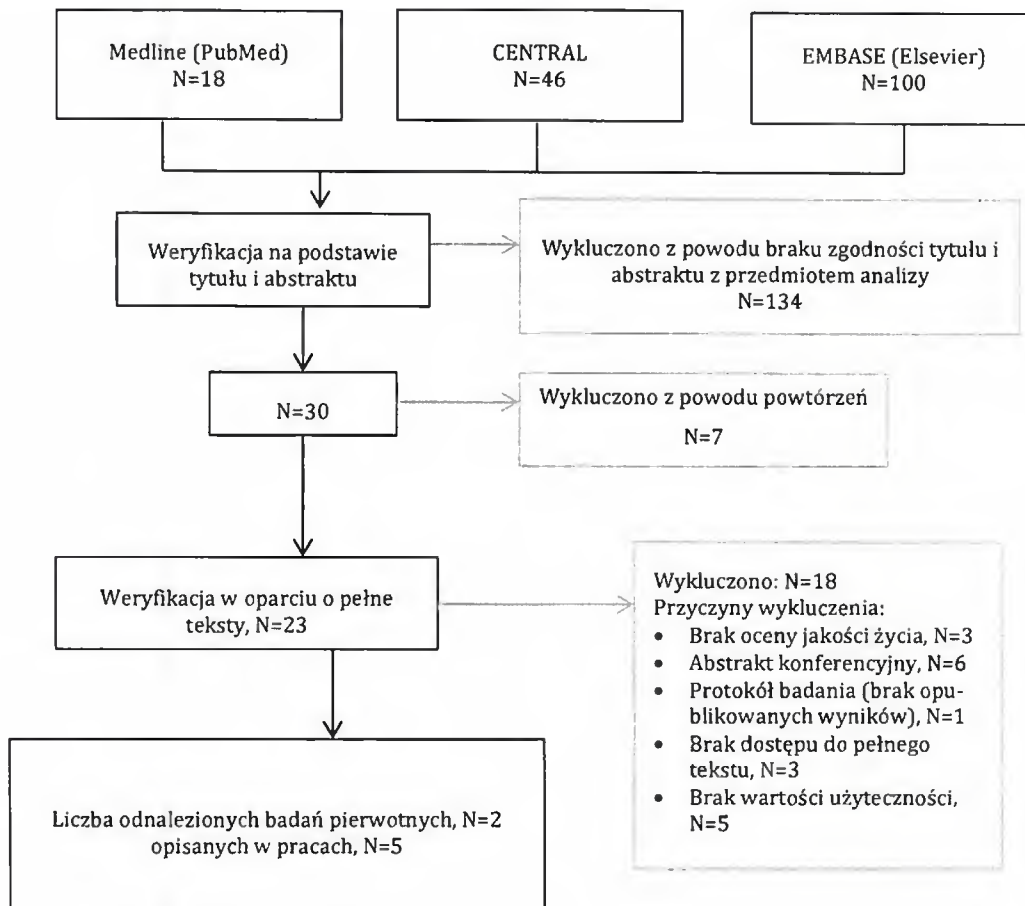 Medline (PubMed)
N=18
CENTRAL
N=46
EMBASE (Elsevier)
N=100
Weryfikacja na podstawie
tytułu i abstraktu
Wykluczono z powodu braku zgodności tytułu i
abstraktu z przedmiotem analizy
N=134
N=30
Wykluczono z powodu powtórzeń
N=7
Weryfikacja w oparciu o pełne
teksty, N=23
Wykluczono: N=18
Przyczyny wykluczenia:
• Brak oceny jakości życia, N=3
• Abstrakt konferencyjny, N=6
• Protokół badania (brak opu-
blikowanych wyników), N=1
• Brak dostępu do pełnego
tekstu, N=3
• Brak wartości użyteczności,
N=5
Liczba odnalezionych badań pierwotnych, N=2
opisanych w pracach, N=5